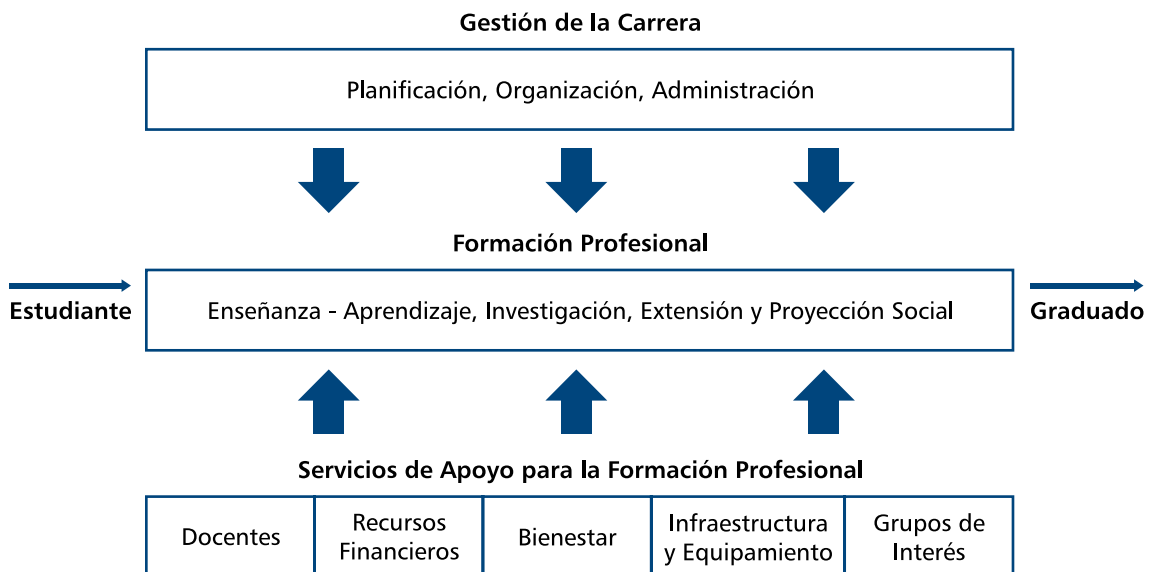 Gestión de la Carrera
Planificación, Organización, Administración
Formación Profesional
Estudiante
Enseñanza - Aprendizaje, Investigación, Extensión y Proyección Social
Graduado
Servicios de Apoyo para la Formación Profesional
Docentes
Recursos
Financieros
Bienestar
Infraestructura
y Equipamiento
Grupos de
Interés